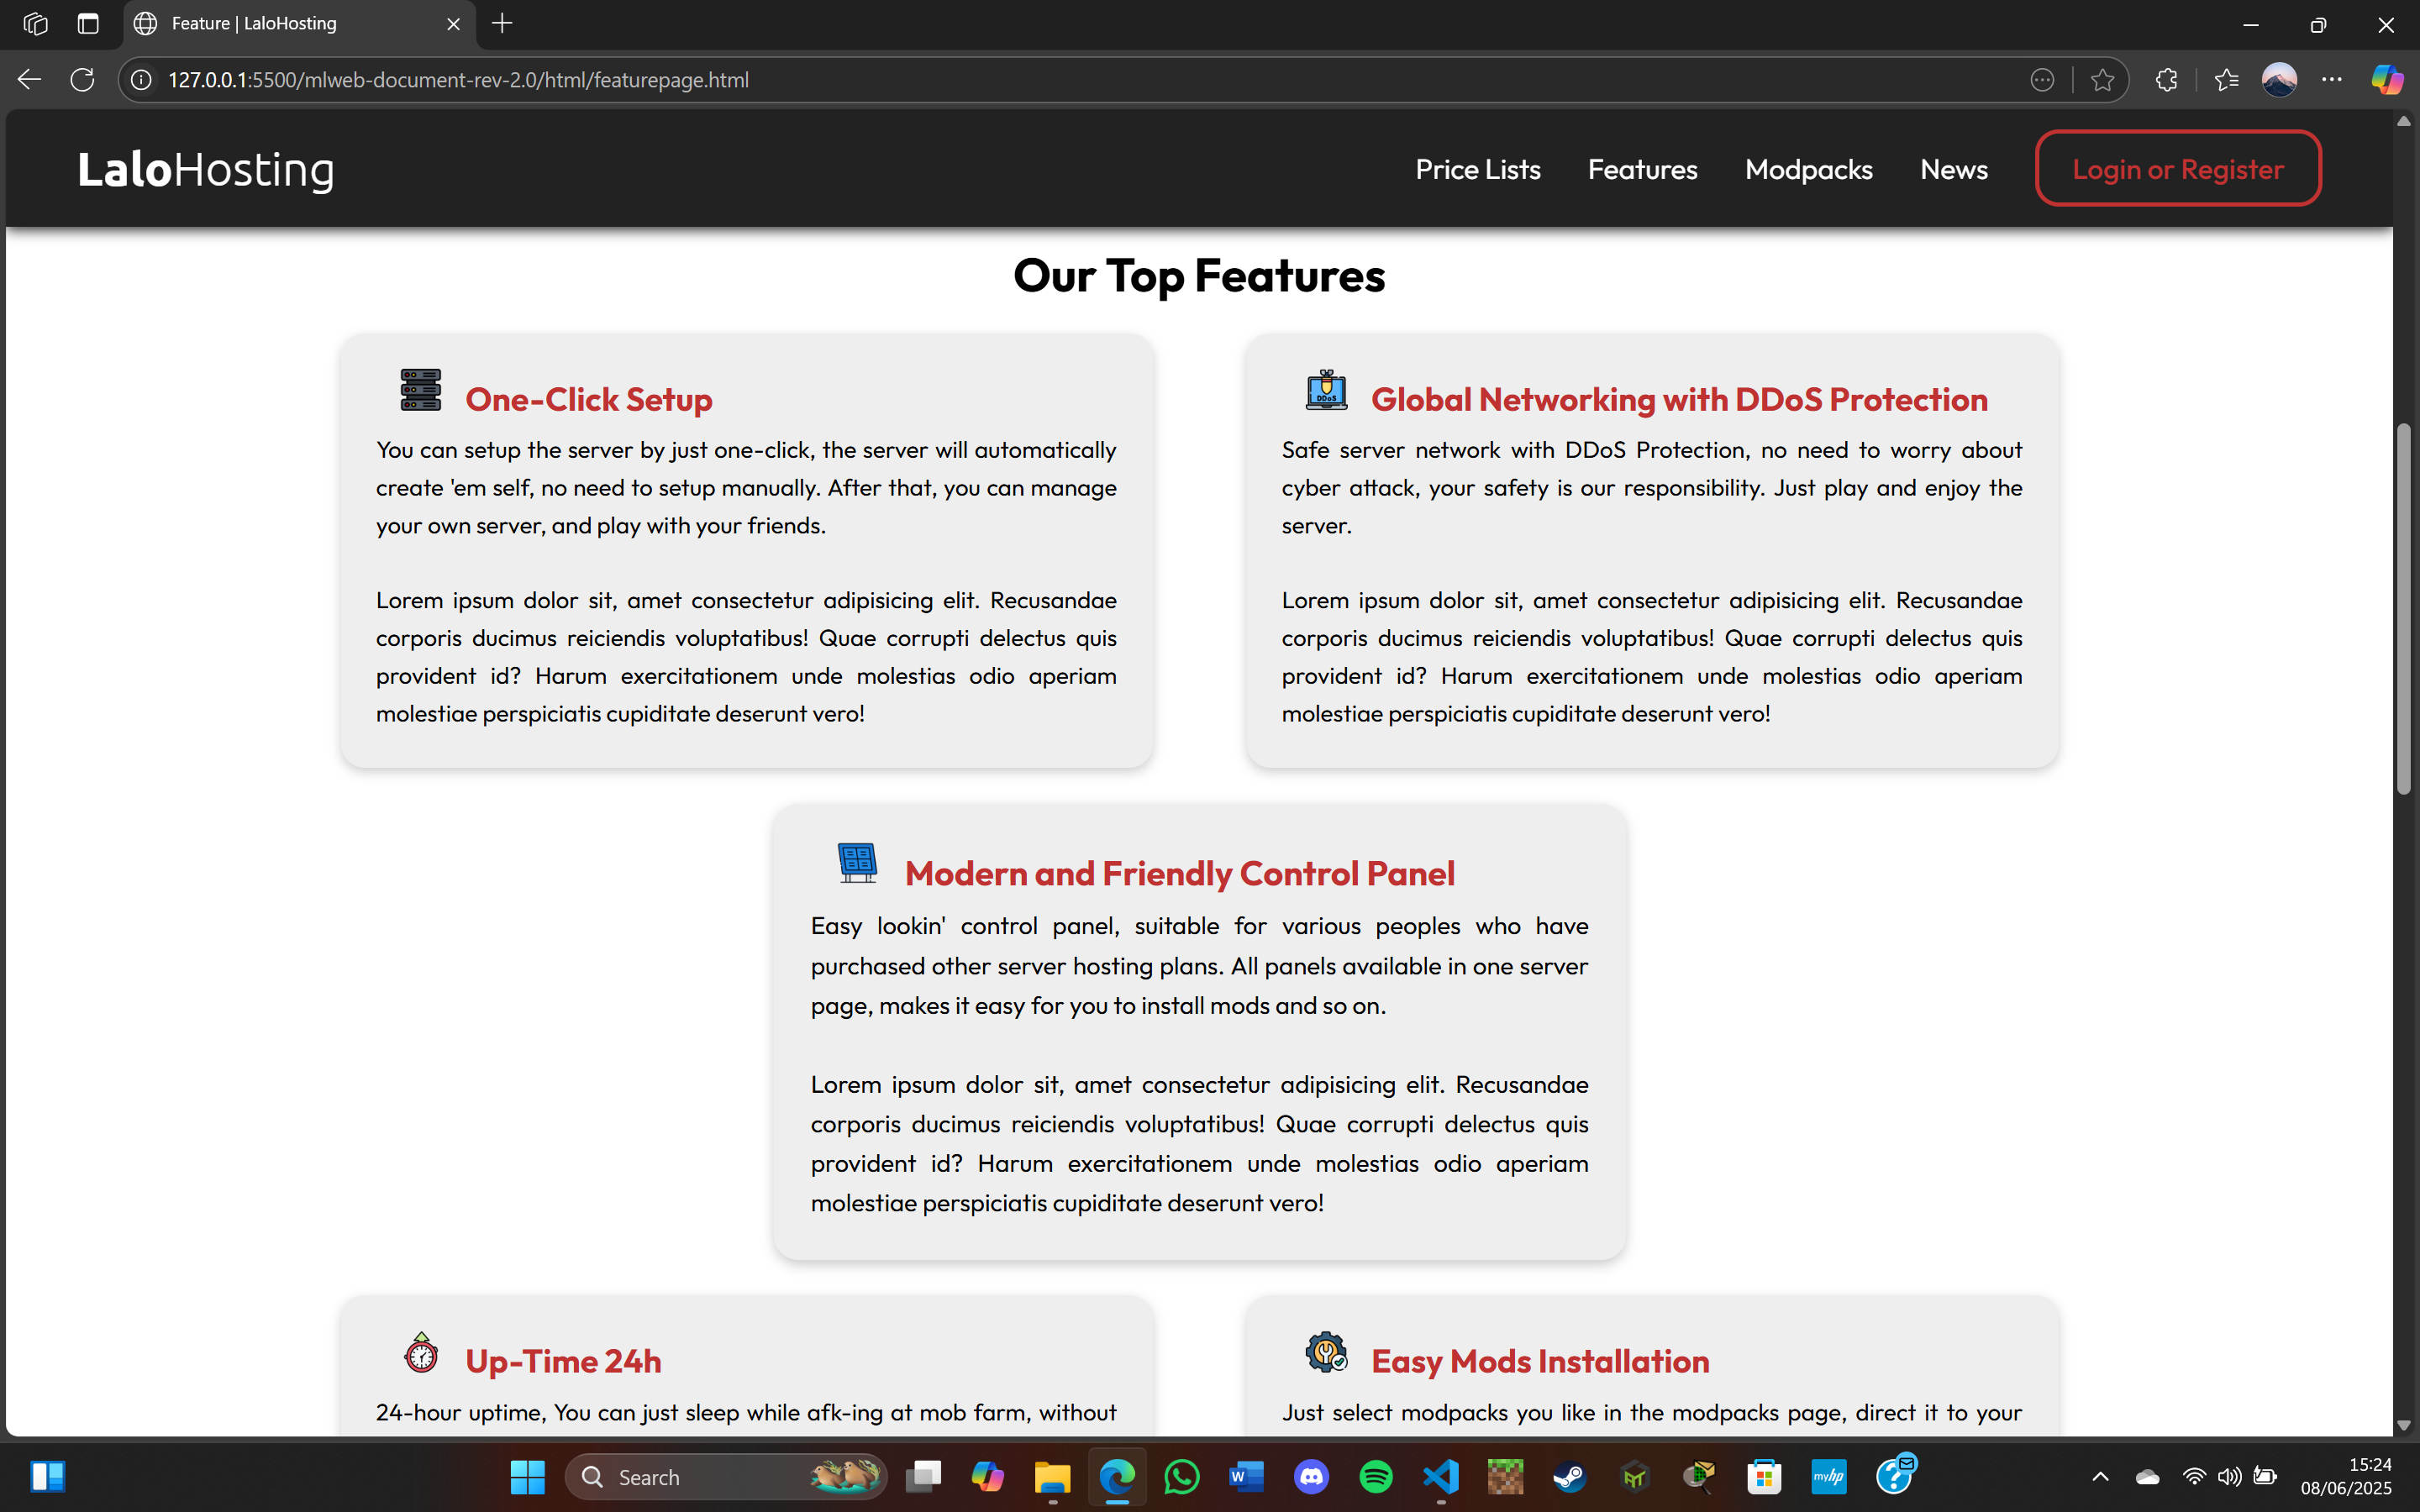 Feature | LaloHosting
127.0.0.1:5500/mlweb-document-rev-2.0/html/featurepage.html
LaloHosting
Price Lists
Features
Modpacks
News
Login or Register
Our Top Features
One-Click Setup
You can setup the server by just one-click, the server will automatically
create 'em self, no need to setup manually. After that, you can manage
your own server, and play with your friends.
Lorem ipsum dolor sit, amet consectetur adipisicing elit. Recusandae
corporis ducimus reiciendis voluptatibus! Quae corrupti delectus quis
provident id? Harum exercitationem unde molestias odio aperiam
molestiae perspiciatis cupiditate deserunt vero!
DDoS
Global Networking with DDoS Protection
Safe server network with DDoS Protection, no need to worry about
cyber attack, your safety is our responsibility. Just play and enjoy the
server.
Lorem ipsum dolor sit, amet consectetur adipisicing elit. Recusandae
corporis ducimus reiciendis voluptatibus! Quae corrupti delectus quis
provident id? Harum exercitationem unde molestias odio aperiam
molestiae perspiciatis cupiditate deserunt vero!
Modern and Friendly Control Panel
Easy lookin' control panel, suitable for various peoples who have
purchased other server hosting plans. All panels available in one server
page, makes it easy for you to install mods and so on.
Lorem ipsum dolor sit, amet consectetur adipisicing elit. Recusandae
corporis ducimus reiciendis voluptatibus! Quae corrupti delectus quis
provident id? Harum exercitationem unde molestias odio aperiam
molestiae perspiciatis cupiditate deserunt vero!
Up-Time 24h
24-hour uptime, You can just sleep while afk-ing at mob farm, without
Easy Mods Installation
Just select modpacks you like in the modpacks page, direct it to your
Search
W
myhp
15:24
08/06/2025